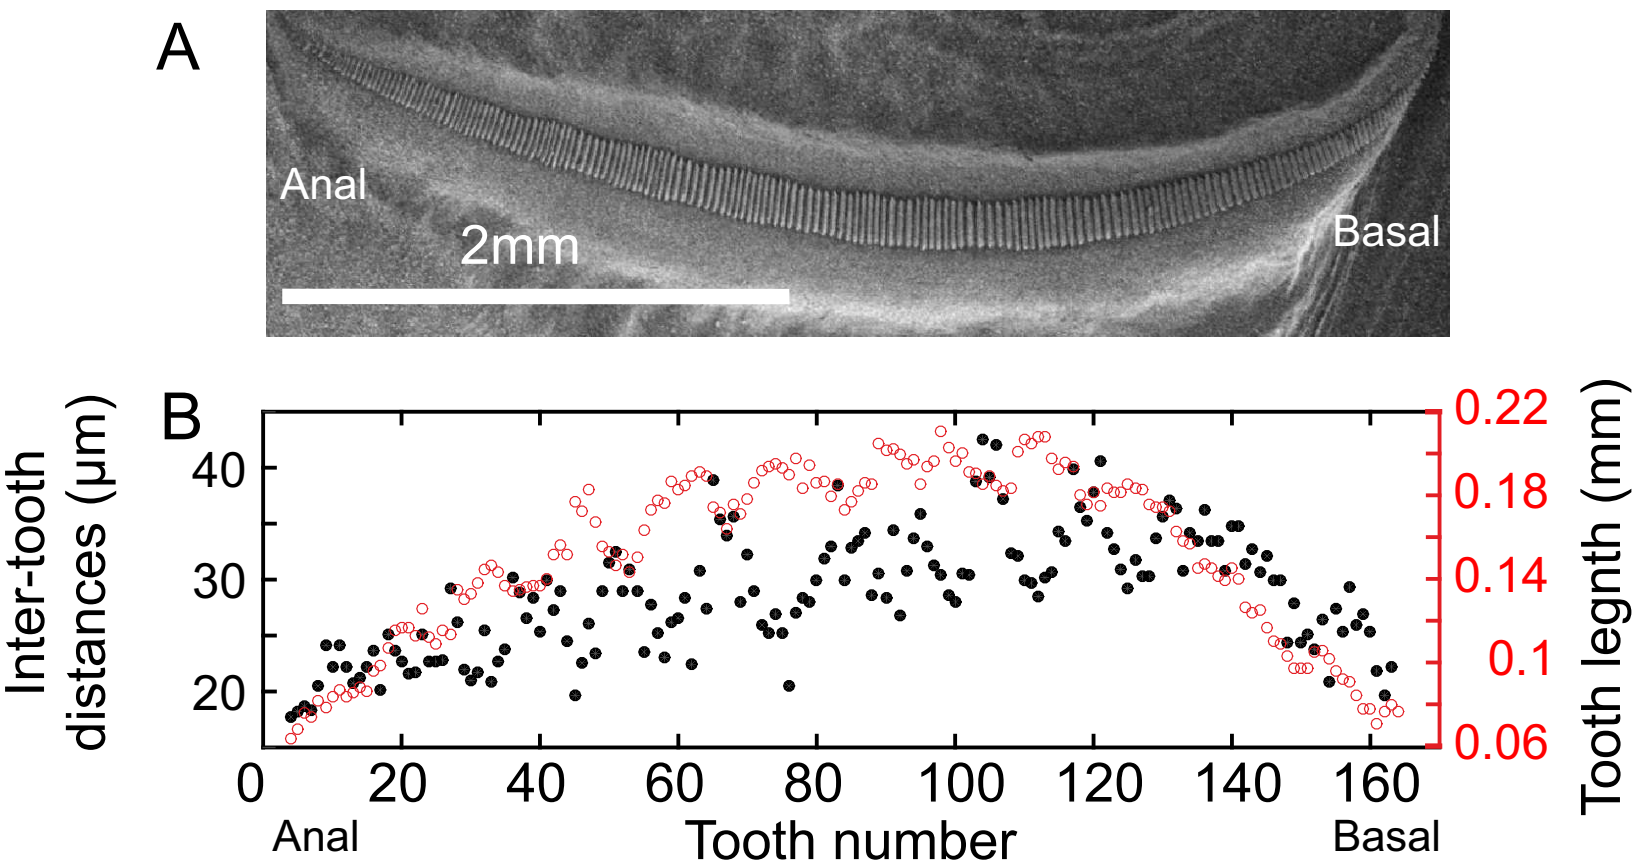 A
Anal
2mm
Basal
B
Inter-tooth
distances (µm)
40
30
20
0.22
0.18
0.14
0.1
0.06
Tooth legnth (mm)
0 20 40 60 80 100 120 140 160
Anal Tooth number Basal